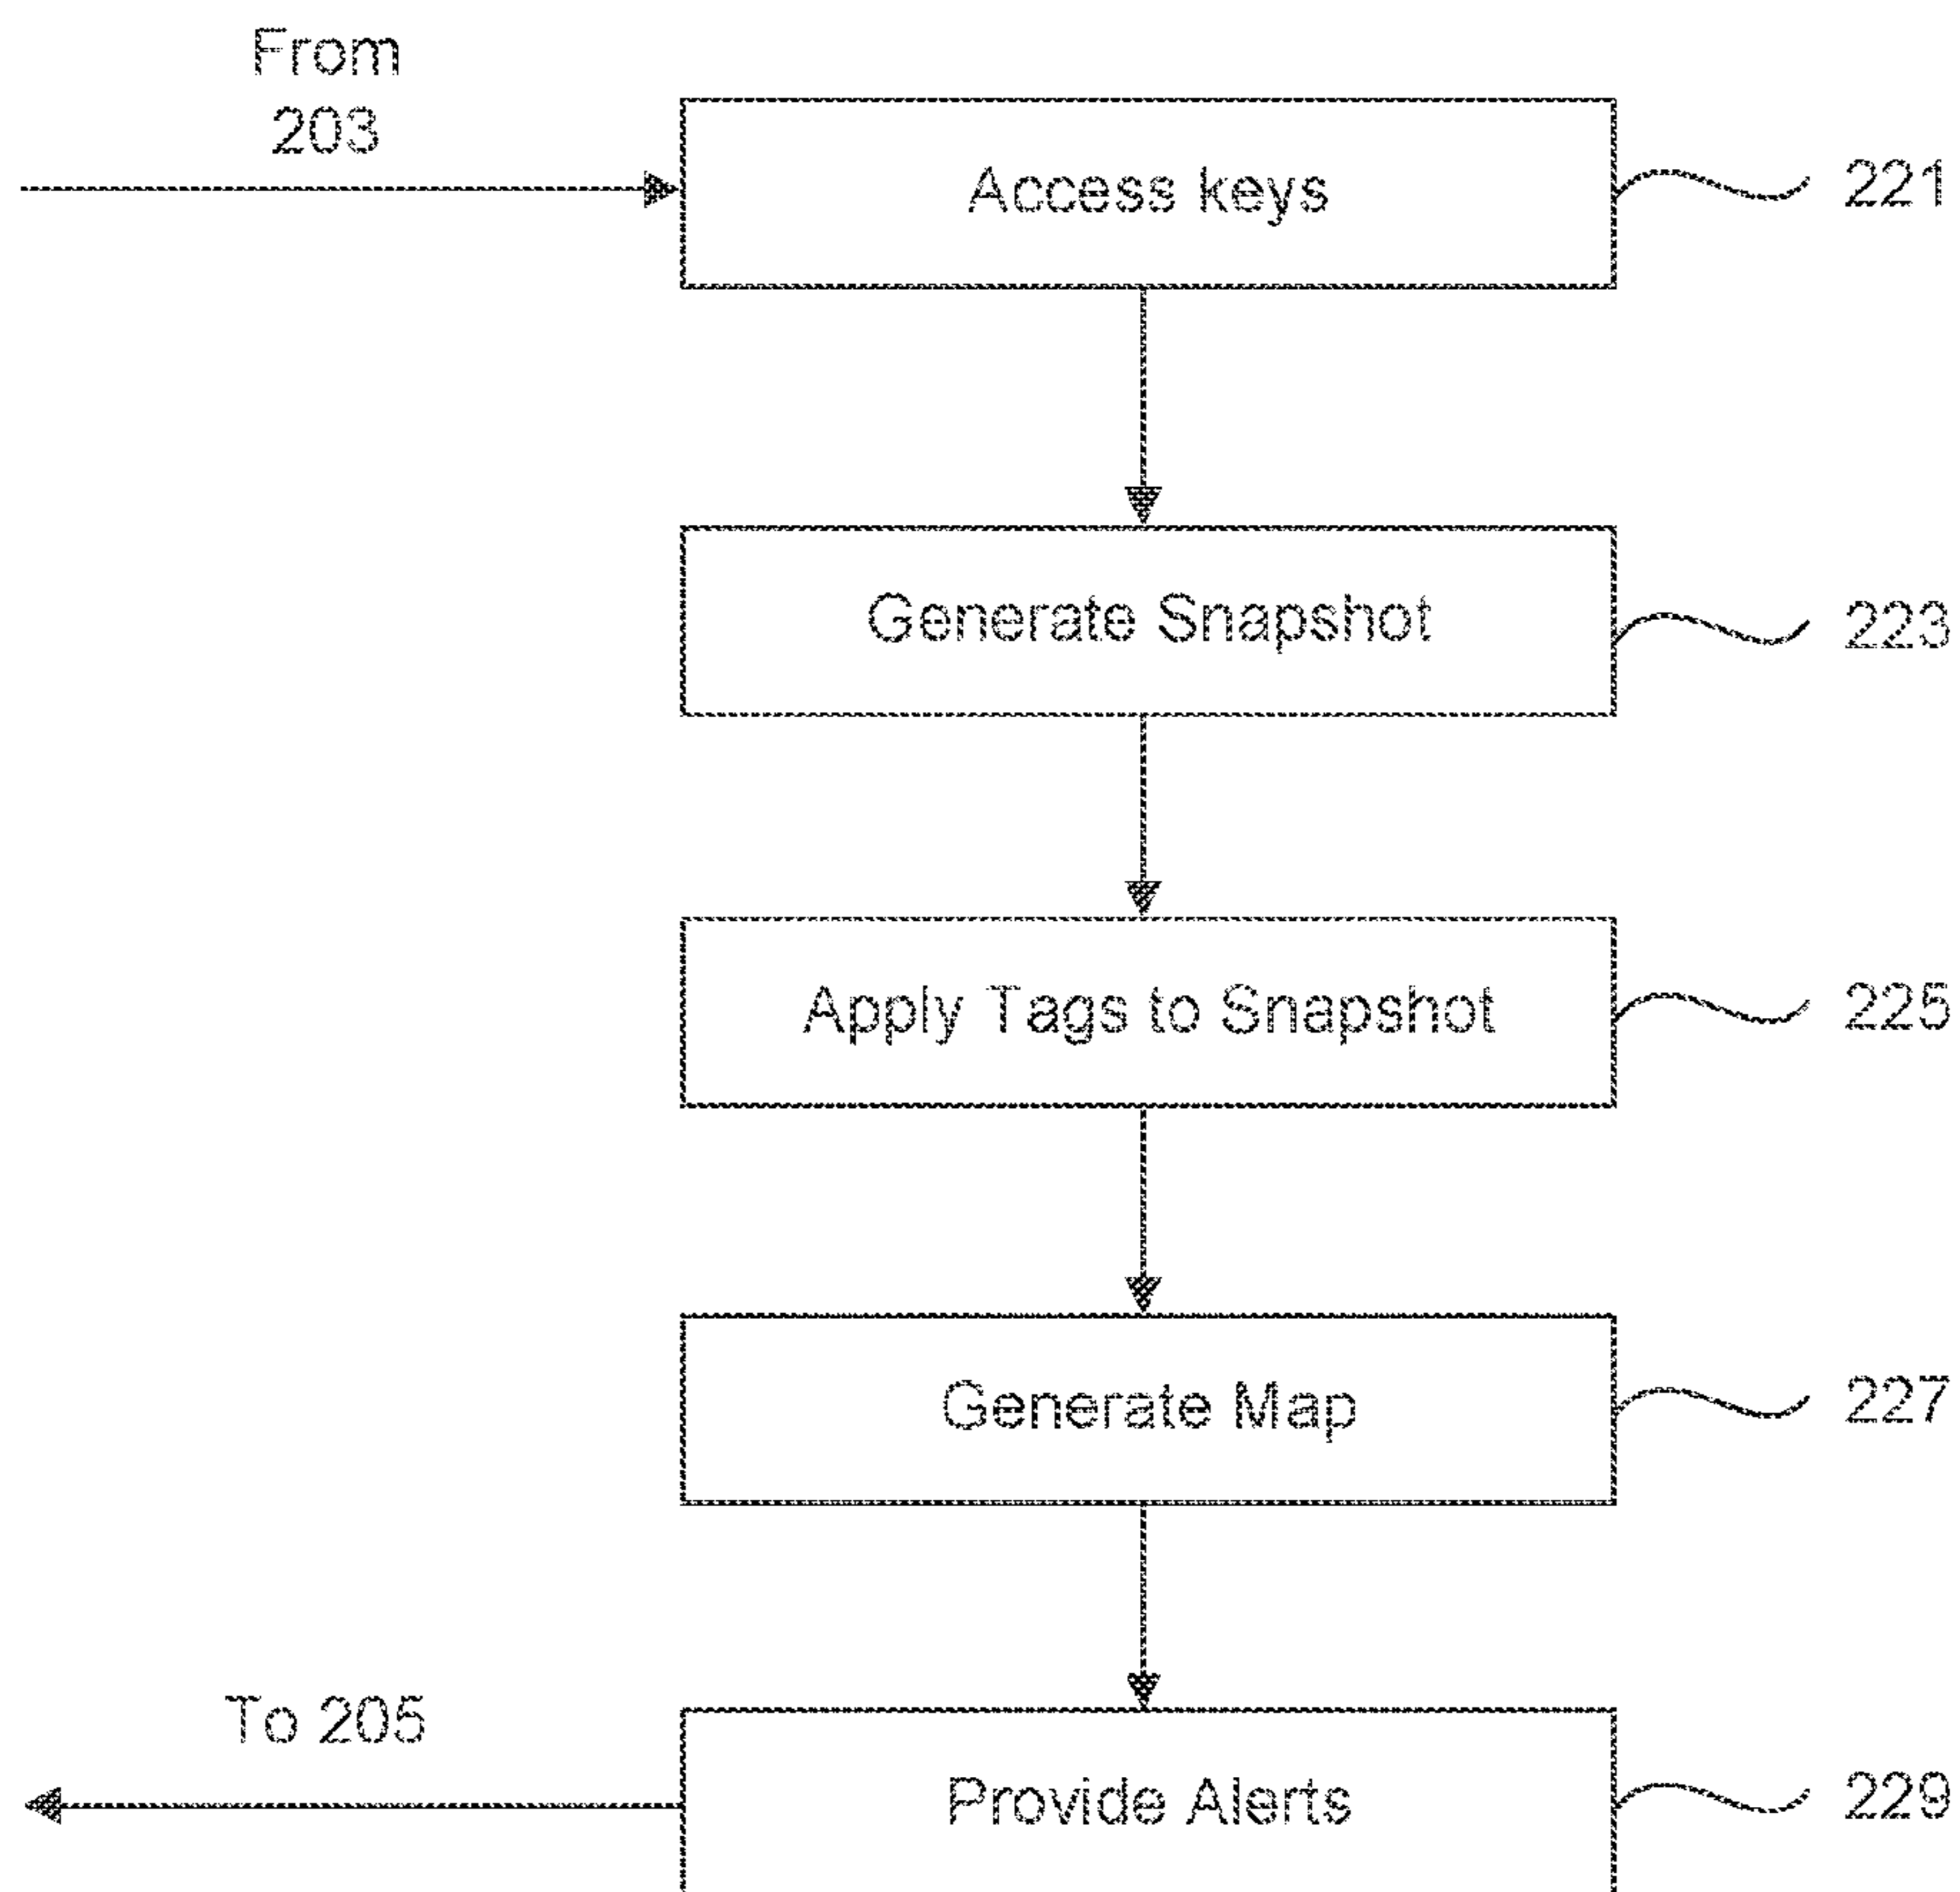 From
203
Access keys
221
Generate Snapshot
223
Apply Tags to Snapshot
225
Generate Map
227
To 205
Provide Alerts
229